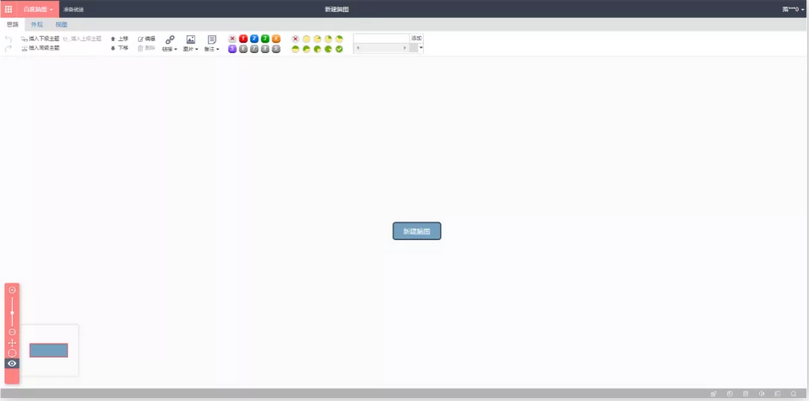 百度脑图 新建脑图
思路 外观 视图
插入下级主题 插入上级主题 上移 编辑
插入同级主题 下移 删除 链接 图片 备注
添加
新建脑图